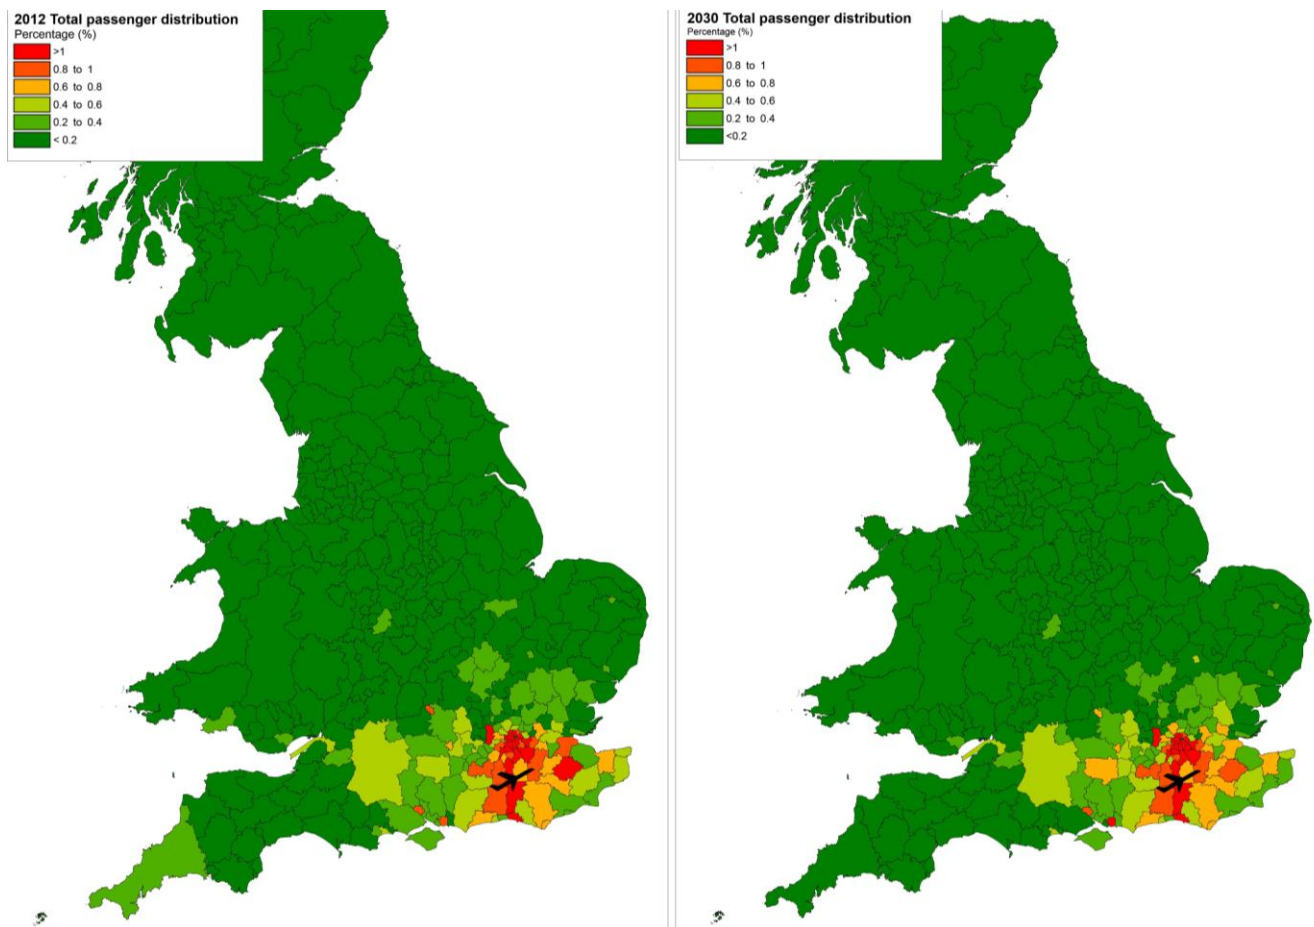 2012 Total passenger distribution
Percentage (%)
>1
0.8 to 1
0.6 to 0.8
0.4 to 0.6
0.2 to 0.4
< 0.2
2030 Total passenger distribution
Percentage (%)
>1
0.8 to 1
0.6 to 0.8
0.4 to 0.6
0.2 to 0.4
<0.2